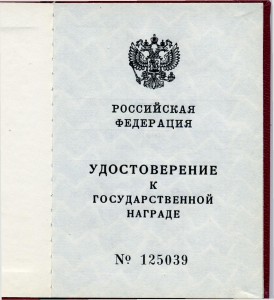 РОССИЙСКАЯ
ФЕДЕРАЦИЯ
УДОСТОВЕРЕНИЕ
К
ГОСУДАРСТВЕННОЙ
НАГРАДЕ
№ 125039